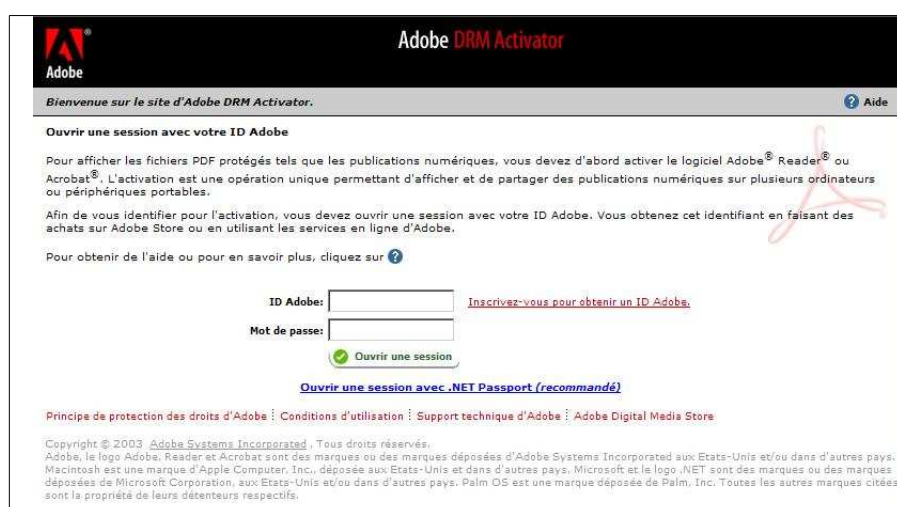 Adobe
Adobe DRM Activator
Bienvenue sur le site d'Adobe DRM Activator.
Aide
Ouvrir une session avec votre ID Adobe
Pour afficher les fichiers PDF protégés tels que les publications numériques, vous devez d'abord activer le logiciel Adobe® Reader® ou
Acrobat®. L'activation est une opération unique permettant d'afficher et de partager des publications numériques sur plusieurs ordinateurs
ou périphériques portables.
Afin de vous identifier pour l'activation, vous devez ouvrir une session avec votre ID Adobe. Vous obtenez cet identifiant en faisant des
achats sur Adobe Store ou en utilisant les services en ligne d'Adobe.
Pour obtenir de l'aide ou pour en savoir plus, cliquez sur ?
ID Adobe:
Inscrivez-vous pour obtenir un ID Adobe.
Mot de passe:
Ouvrir une session
Ouvrir une session avec .NET Passport (recommandé)
Principe de protection des droits d'Adobe Conditions d'utilisation Support technique d'Adobe Adobe Digital Media Store
Copyright © 2003 Adobe Systems Incorporated . Tous droits réservés.
Adobe, le logo Adobe, Reader et Acrobat sont des marques ou des marques déposées d'Adobe Systems Incorporated aux Etats-Unis et/ou dans d'autres pays.
Macintosh est une marque d'Apple Computer, Inc., déposée aux Etats-Unis et dans d'autres pays. Microsoft et le logo .NET sont des marques ou des marques
déposées de Microsoft Corporation, aux Etats-Unis et/ou dans d'autres pays. Palm OS est une marque déposée de Palm, Inc. Toutes les autres marques citées
sont la propriété de leurs détenteurs respectifs.